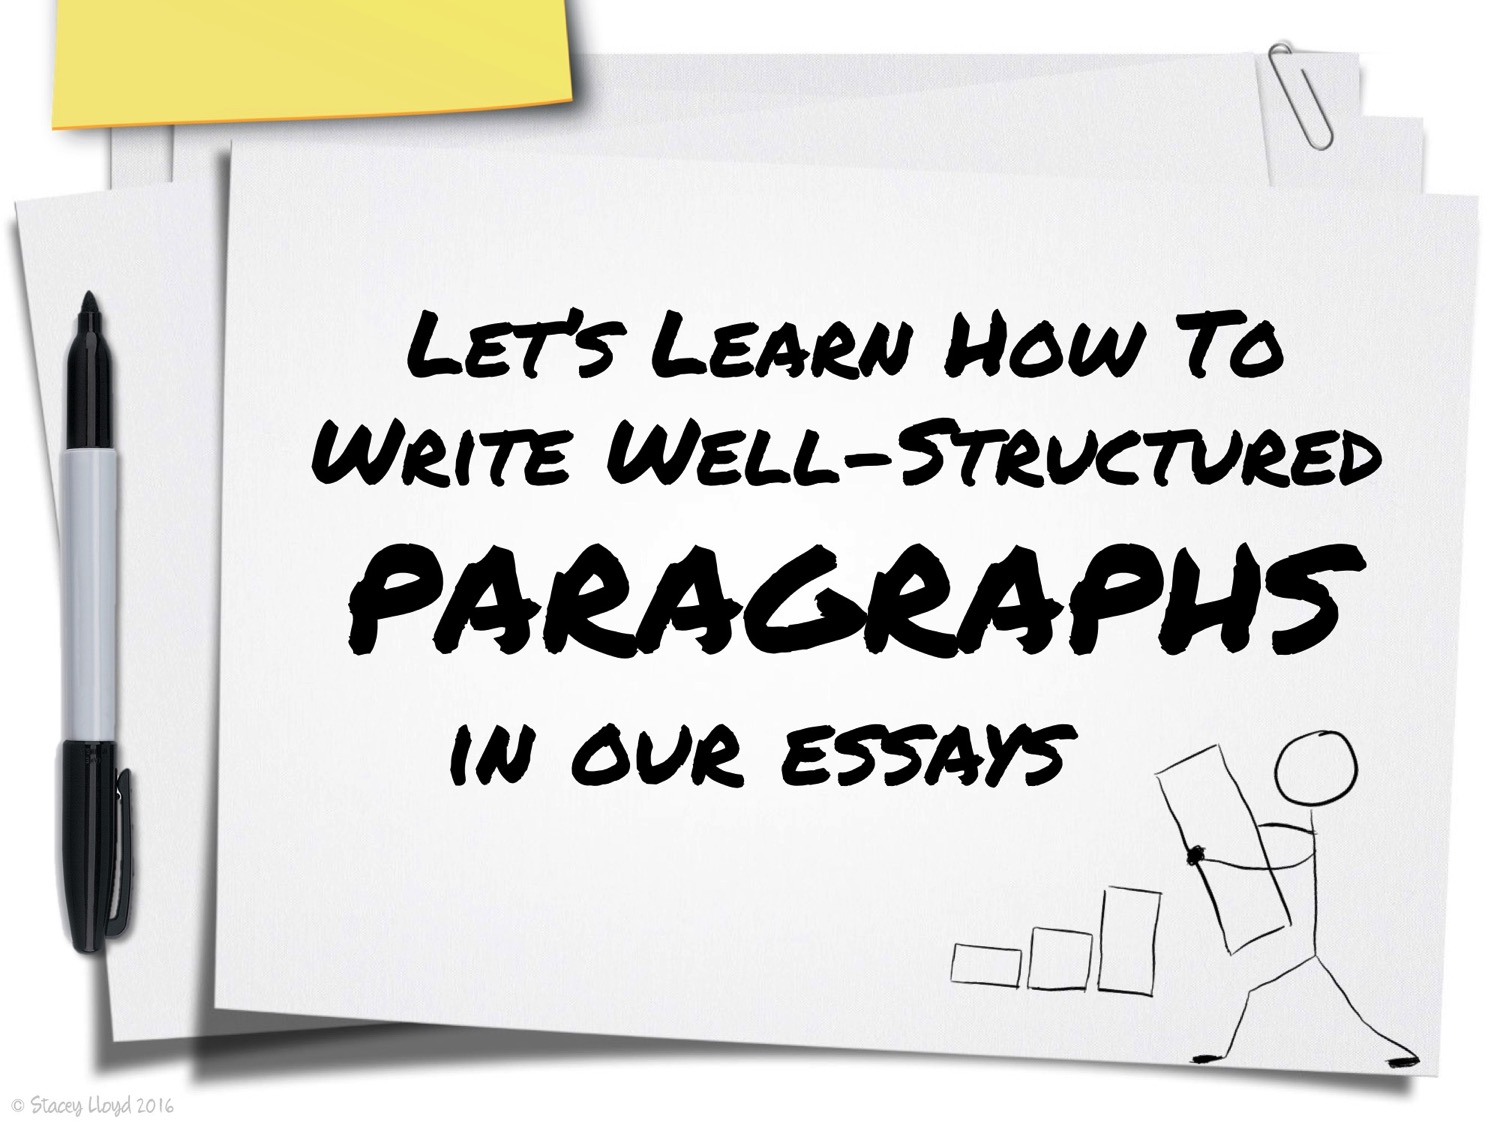 Let's Learn How To
Write Well-Structured
PARAGRAPHS
in our essays
© Stacey Lloyd 2016